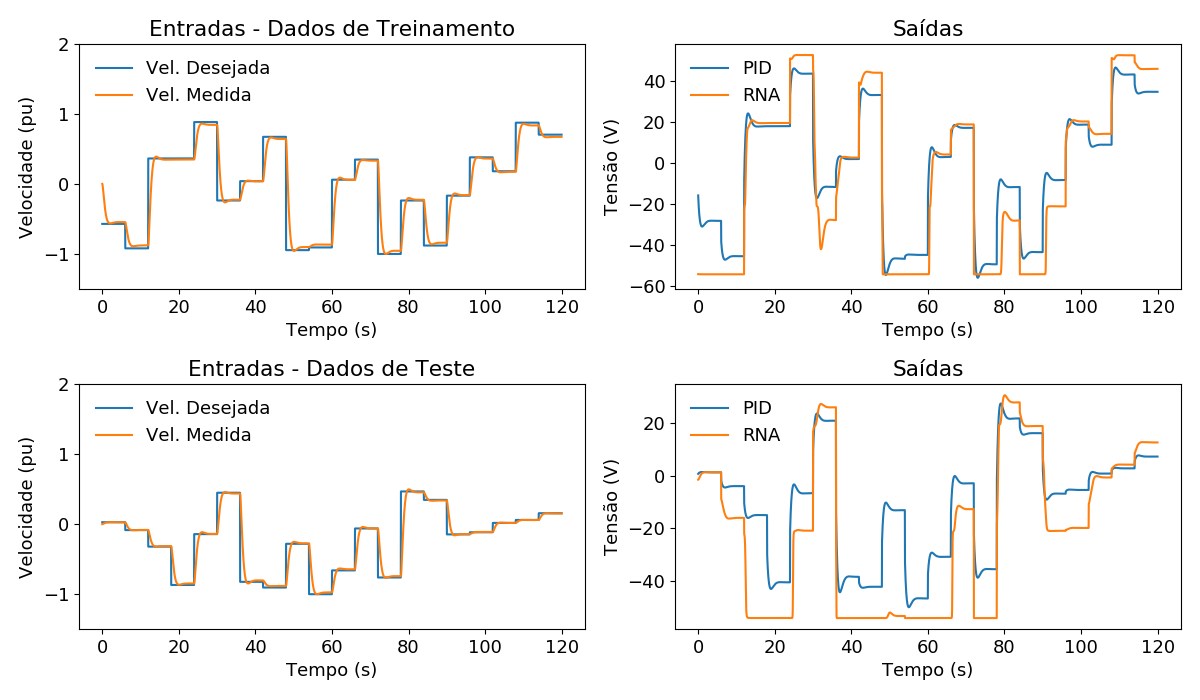 Entradas - Dados de Treinamento
2
1
0
−1
Velocidade (pu)
Vel. Desejada
Vel. Medida
0 20 40 60 80 100 120
Tempo (s)
Saídas
40
20
0
−20
−40
−60
Tensão (V)
PID
RNA
0 20 40 60 80 100 120
Tempo (s)
Entradas - Dados de Teste
2
1
0
−1
Velocidade (pu)
Vel. Desejada
Vel. Medida
0 20 40 60 80 100 120
Tempo (s)
Saídas
20
0
−20
−40
Tensão (V)
PID
RNA
0 20 40 60 80 100 120
Tempo (s)